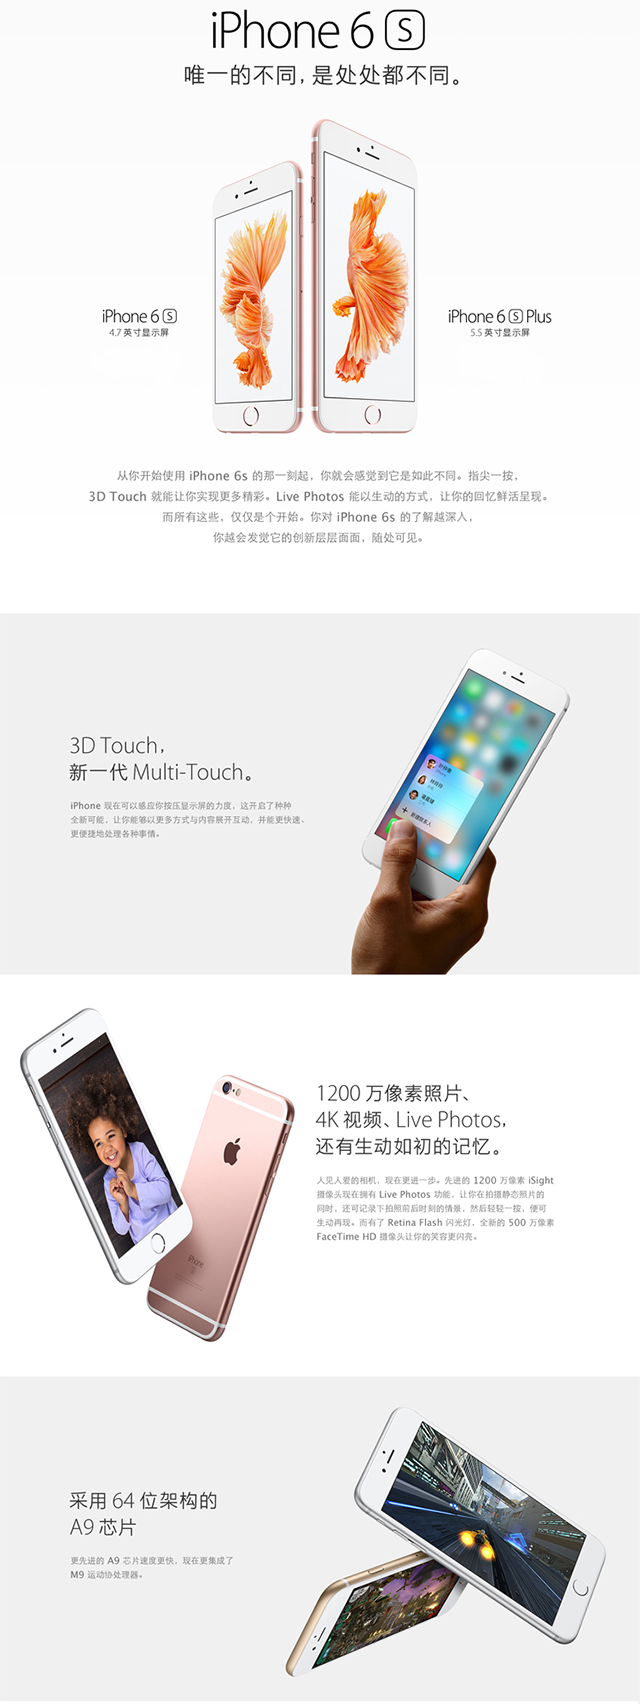 iPhone 6 S
唯一的不同,是处处都不同。
iPhone 6 S
4.7 英寸显示屏
iPhone 6 S Plus
5.5 英寸显示屏
从你开始使用 iPhone 6s 的那一刻起,你就会感觉到它是如此不同。指尖一按,
3D Touch 就能让你实现更多精彩。Live Photos 能以生动的方式,让你的回忆鲜活呈现。
而所有这些,仅仅是个开始。你对 iPhone 6s 的了解越深入,
你越会发觉它的创新层层面面,随处可见。
3D Touch,
新一代 Multi-Touch。
iPhone 现在可以感应你按压显示屏的力度,这开启了种种
全新可能,让你能够以更多方式与内容展开互动,并能更快速、
更便捷地处理各种事情。
新建联系人
1200 万像素照片、
4K 视频、Live Photos,
还有生动如初的记忆。
人见人爱的相机,现在更进一步。先进的 1200 万像素 iSight
摄像头现在拥有 Live Photos 功能,让你在拍摄静态照片的
同时,还可记录下拍照前后时刻的情景,然后轻轻一按,便可
生动再现。而有了 Retina Flash 闪光灯,全新的 500 万像素
FaceTime HD 摄像头让你的笑容更闪亮。
iPhone
S
采用 64 位架构的
A9 芯片
更先进的 A9 芯片速度更快,现在更集成了
M9 运动协处理器。